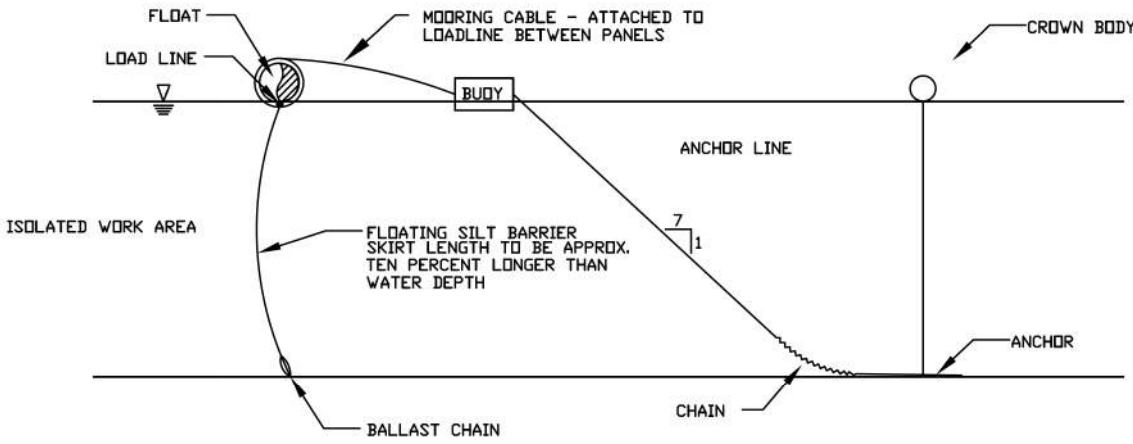 FLOAT
MOORING CABLE - ATTACHED TO
LOADLINE BETWEEN PANELS
CROWN BODY
LOAD LINE
BUOY
ANCHOR LINE
7
1
ISOLATED WORK AREA
FLOATING SILT BARRIER
SKIRT LENGTH TO BE APPROX.
TEN PERCENT LONGER THAN
WATER DEPTH
ANCHOR
CHAIN
BALLAST CHAIN